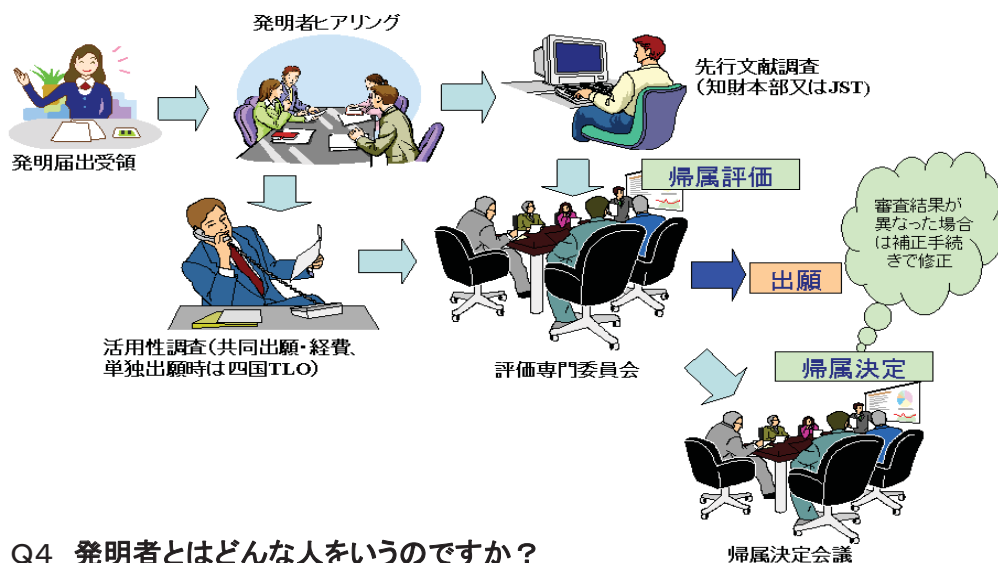 発明者ヒアリング
発明届出受領
先行文献調査
（知財本部又はJST)
帰属評価
審査結果が
異なった場合
は補正手続
きで修正
出願
活用性調査(共同出願・経費、
単独出願時は四国TLO）
評価専門委員会
帰属決定
帰属決定会議
Q4 発明者とはどんな人をいうのですか？